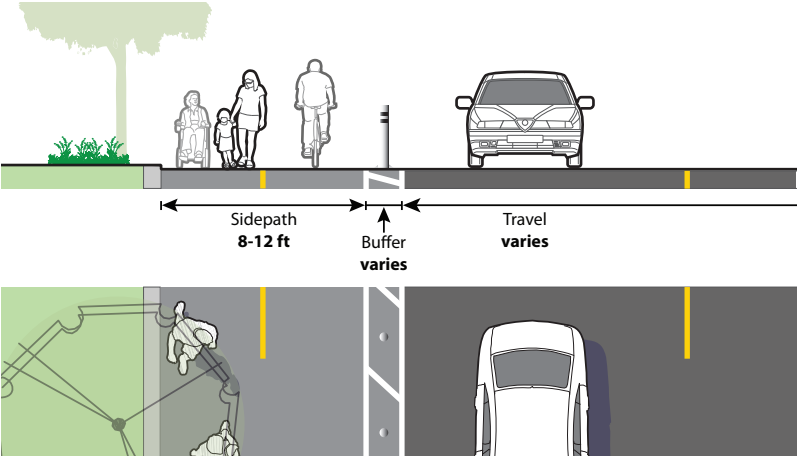 Sidepath
8-12 ft
Buffer
varies
Travel
varies